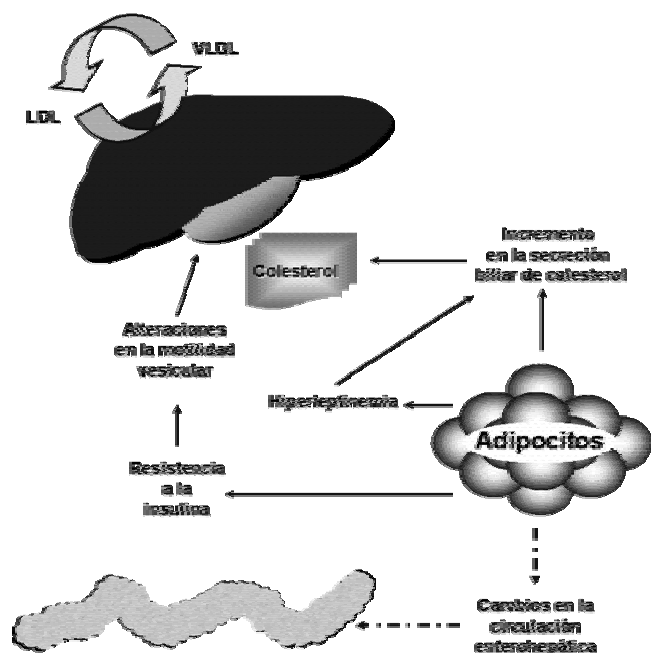 VLDL
LDL
Incremento
en la secreción
biliar de colesterol
Colesterol
Alteraciones
en la motilidad
vesicular
Hiperleptinemia
Adipocitos
Resistencia
a la
insulina
Cambios en la
circulación
enterohepática